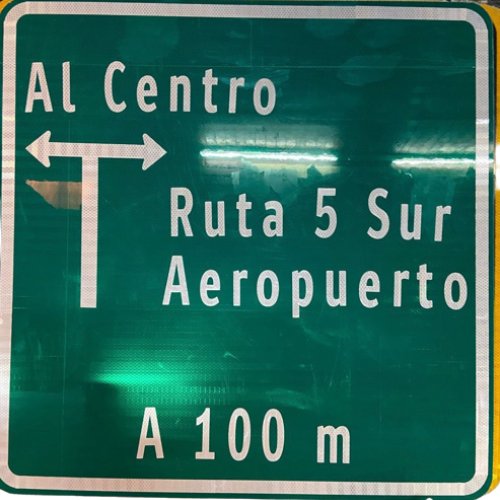 Al Centro
Ruta 5 Sur
Aeropuerto
A 100 m